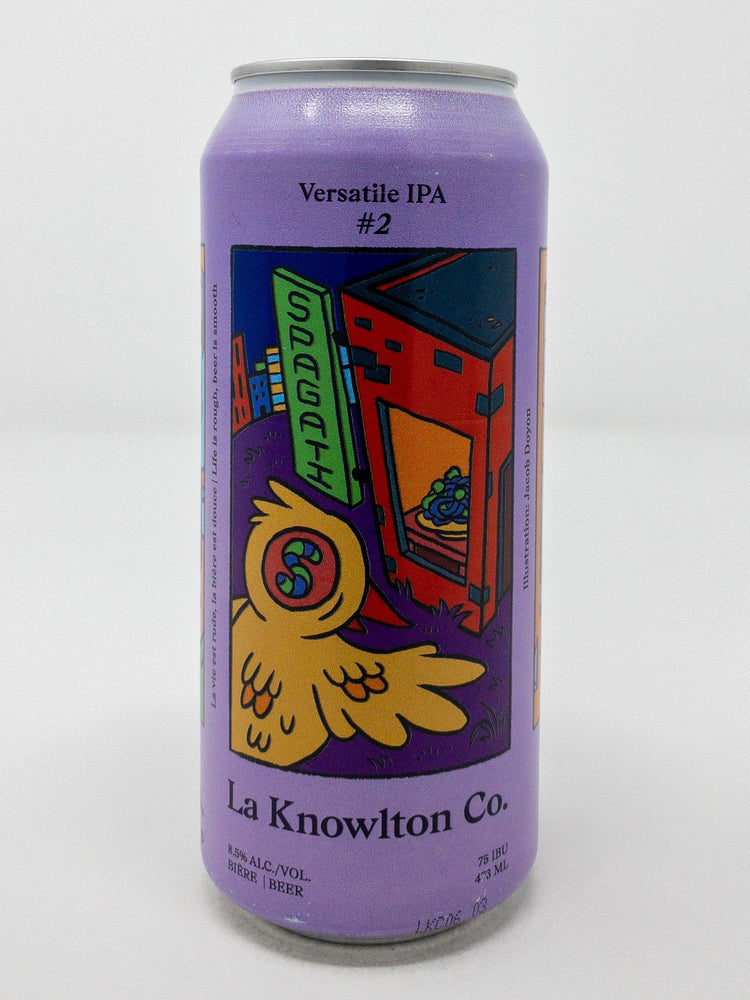 Versatile IPA
#2
SPAGATI
La vie est rude, la bière est douce | Life is rough, beer is smooth
Illustration: Jacob Doyon
La Knowlton Co.
8.5% ALC./VOL.
BIÈRE | BEER
75 IBU
473 ML